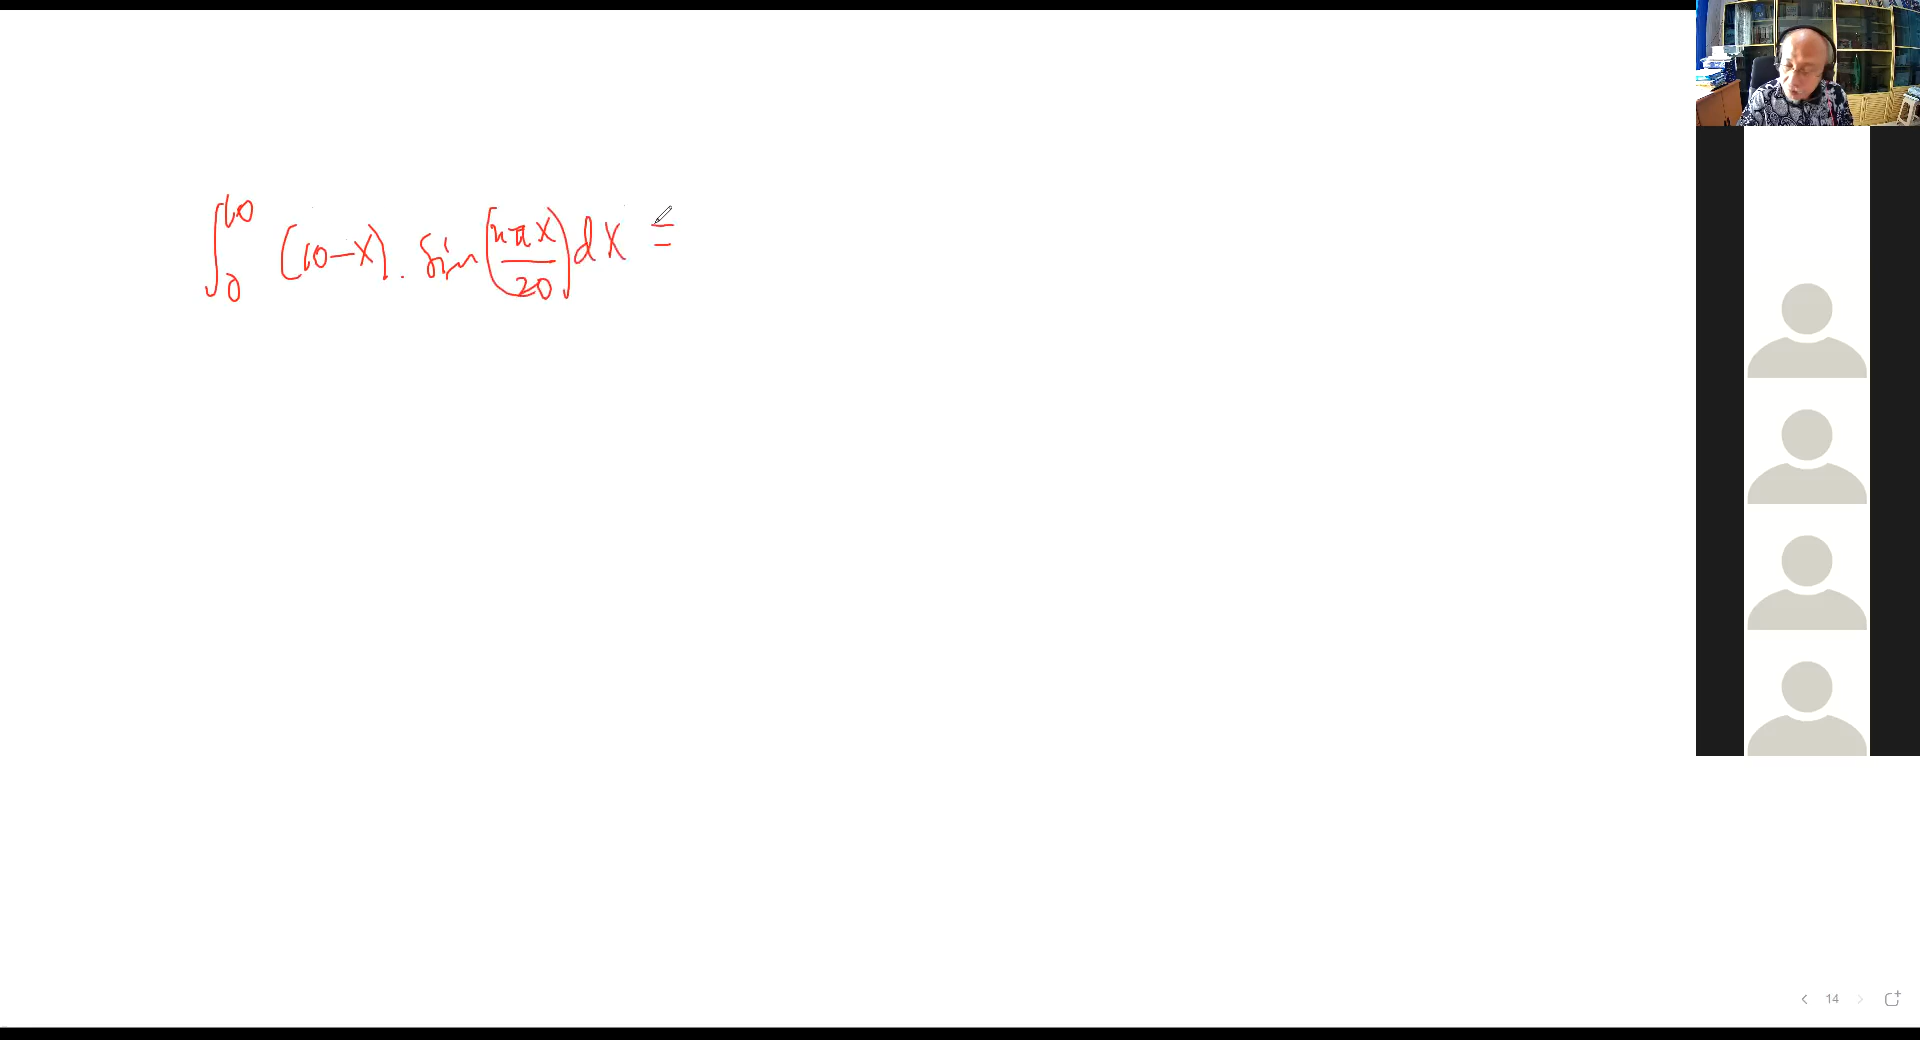 ∫₀¹⁰ (10-x). sin(nπx/20)dx =
14